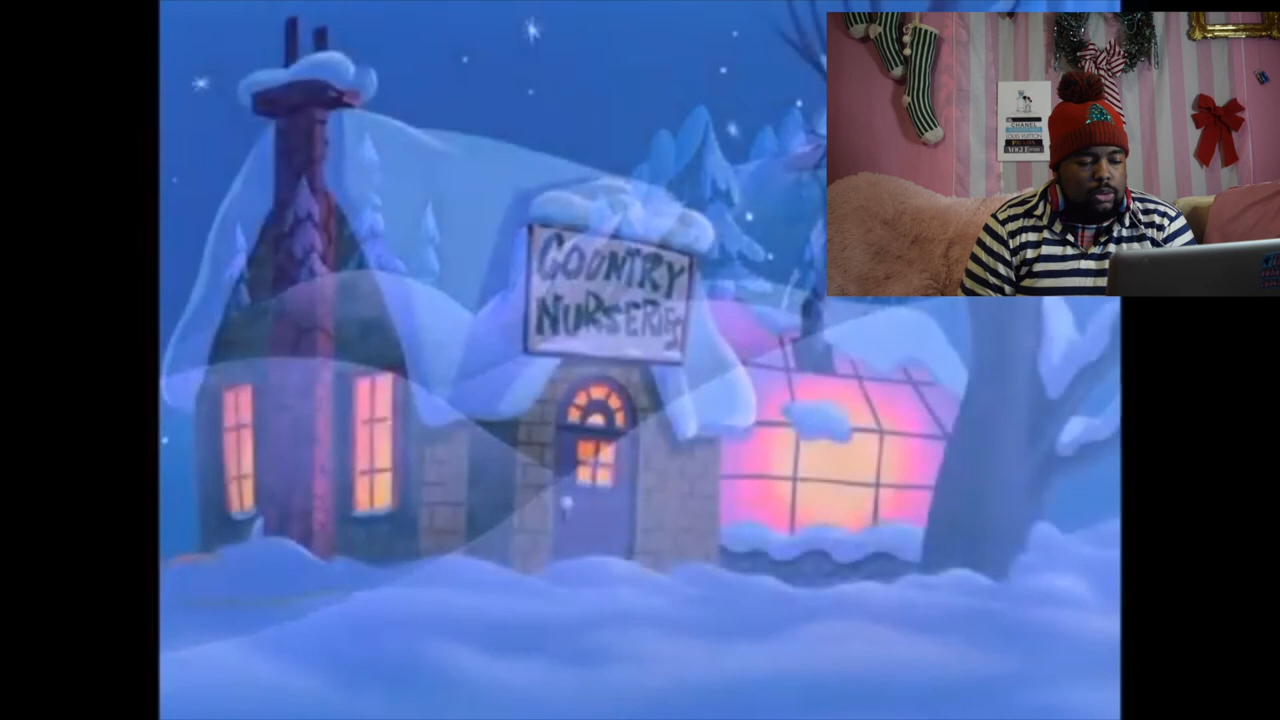 COUNTRY
NURSERIES
CHANEL
LOUIS VUITTON
PRADA
VOGUE